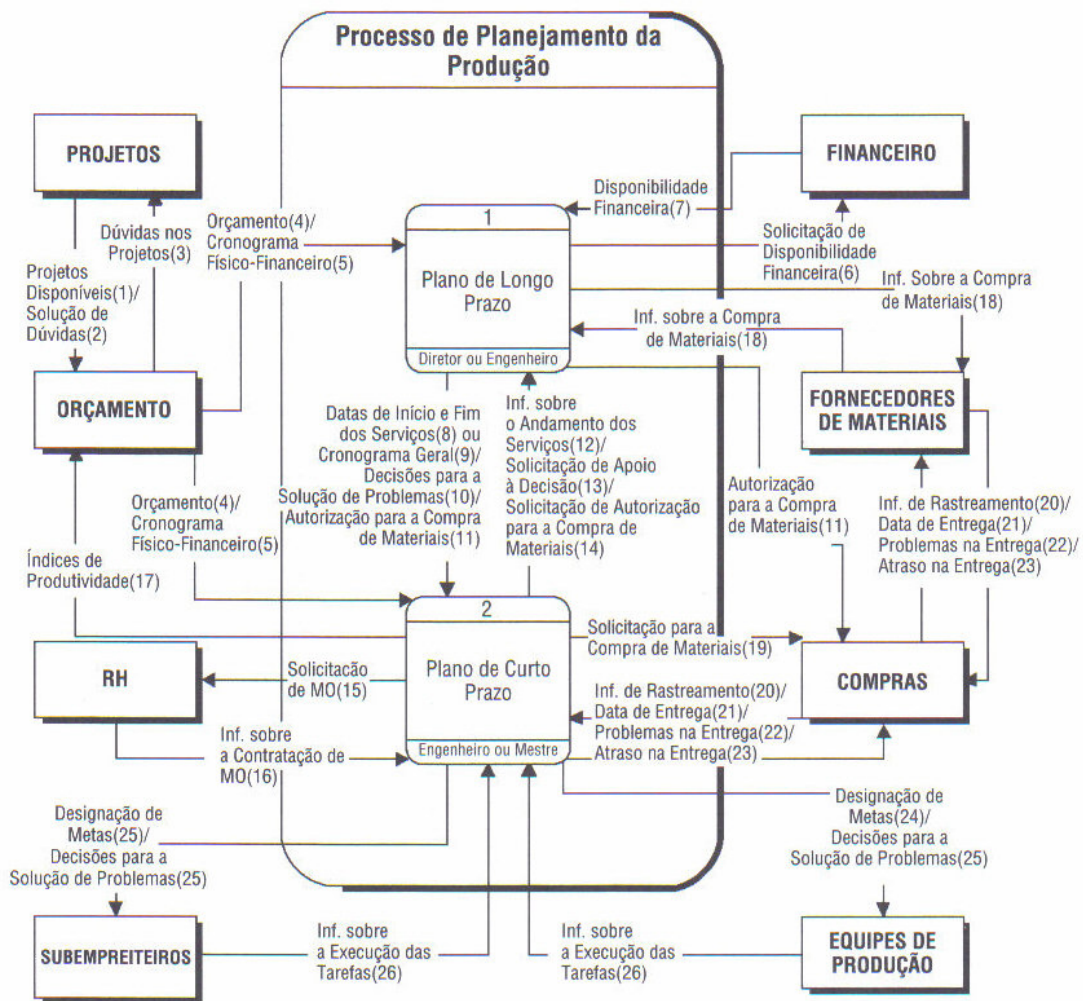 Processo de Planejamento da
Produção
PROJETOS
FINANCEIRO
Disponibilidade
Financeira(7)
Dúvidas nos
Projetos(3)
Orçamento(4)/
Cronograma
Físico-Financeiro(5)
1
Plano de Longo
Prazo
Diretor ou Engenheiro
Solicitação de
Disponibilidade
Financeira(6)
Projetos
Disponíveis(1)/
Solução de
Dúvidas(2)
Inf. Sobre a Compra
de Materiais(18)
Inf. sobre a Compra
de Materiais(18)
ORÇAMENTO
FORNECEDORES
DE MATERIAIS
Datas de Início e Fim
dos Serviços(8) ou
Cronograma Geral(9)/
Decisões para a
Solução de Problemas(10)/
Autorização para a Compra
de Materiais(11)
Inf. sobre
o Andamento dos
Serviços(12)/
Solicitação de Apoio
à Decisão(13)/
Solicitação de Autorização
para a Compra de
Materiais(14)
Autorização
para a Compra
de Materiais(11)
Inf. de Rastreamento(20)/
Data de Entrega(21)/
Problemas na Entrega(22)/
Atraso na Entrega(23)
Orçamento(4)/
Cronograma
Físico-Financeiro(5)
Índices de
Produtividade(17)
2
Plano de Curto
Prazo
Engenheiro ou Mestre
Solicitação para a
Compra de Materiais(19)
RH
Solicitacão
de MO(15)
COMPRAS
Inf. de Rastreamento(20)/
Data de Entrega(21)/
Problemas na Entrega(22)/
Atraso na Entrega(23)
Inf. sobre
a Contratação de
MO(16)
Designação de
Metas(25)/
Decisões para a
Solução de Problemas(25)
Designação de
Metas(24)/
Decisões para a
Solução de Problemas(25)
SUBEMPREITEIROS
Inf. sobre
a Execução das
Tarefas(26)
Inf. sobre
a Execução das
Tarefas(26)
EQUIPES DE
PRODUÇÃO